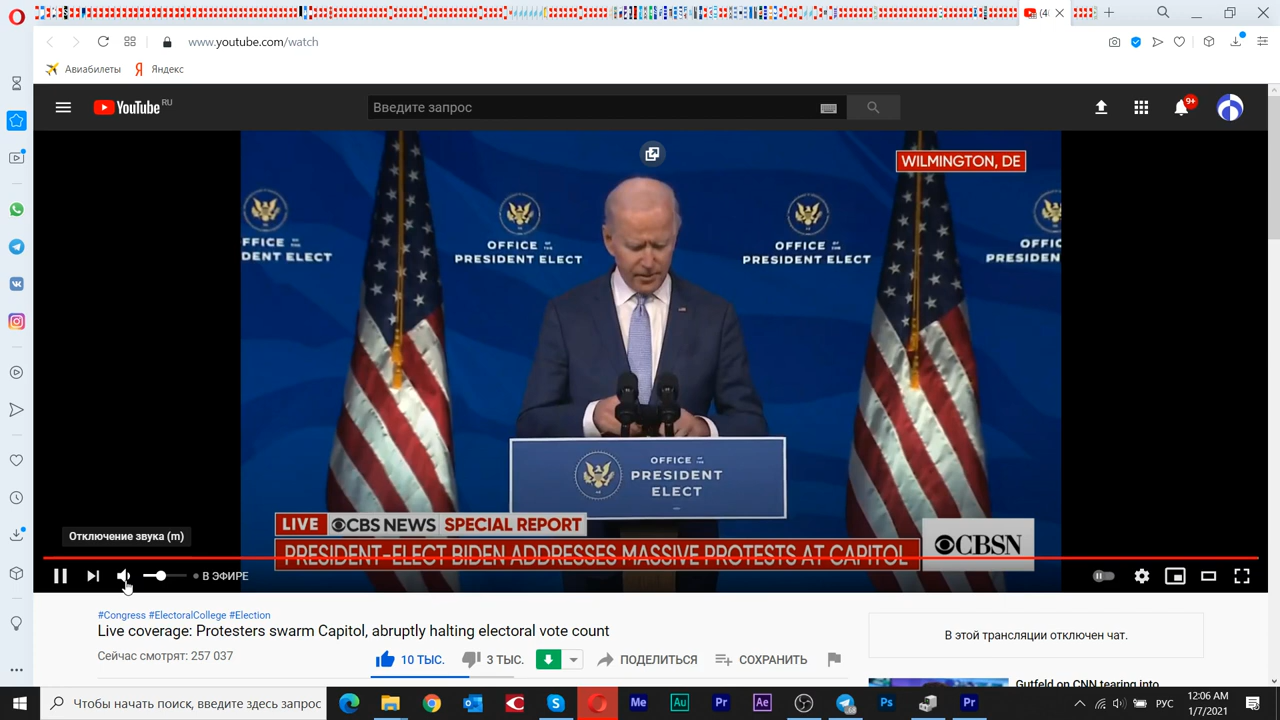 (4
www.youtube.com/watch
Авиабилеты
Яндекс
YouTube RU
Введите запрос
9+
WILMINGTON, DE
OFFICE OF THE
PRESIDENT ELECT
OFFICE OF THE
PRESIDENT ELECT
FFICE OF
DENT ELECT
OFFIC
PRESIDEN
OFFICE OF THE
PRESIDENT
ELECT
LIVE CBS NEWS SPECIAL REPORT
PRESIDENT-ELECT BIDEN ADDRESSES MASSIVE PROTESTS AT CAPITOL
CBSN
Отключение звука (m)
В ЭФИРЕ
#Congress #ElectoralCollege #Election
Live coverage: Protesters swarm Capitol, abruptly halting electoral vote count
Сейчас смотрят: 257 037
10 ТЫС.
3 ТЫС.
ПОДЕЛИТЬСЯ
СОХРАНИТЬ
В этой трансляции отключен чат.
Gutfeld on CNN tearing into
Чтобы начать поиск, введите здесь запрос
Me
Au
Pr
Ae
Ps
Pr
РУС
12:06 AM
1/7/2021